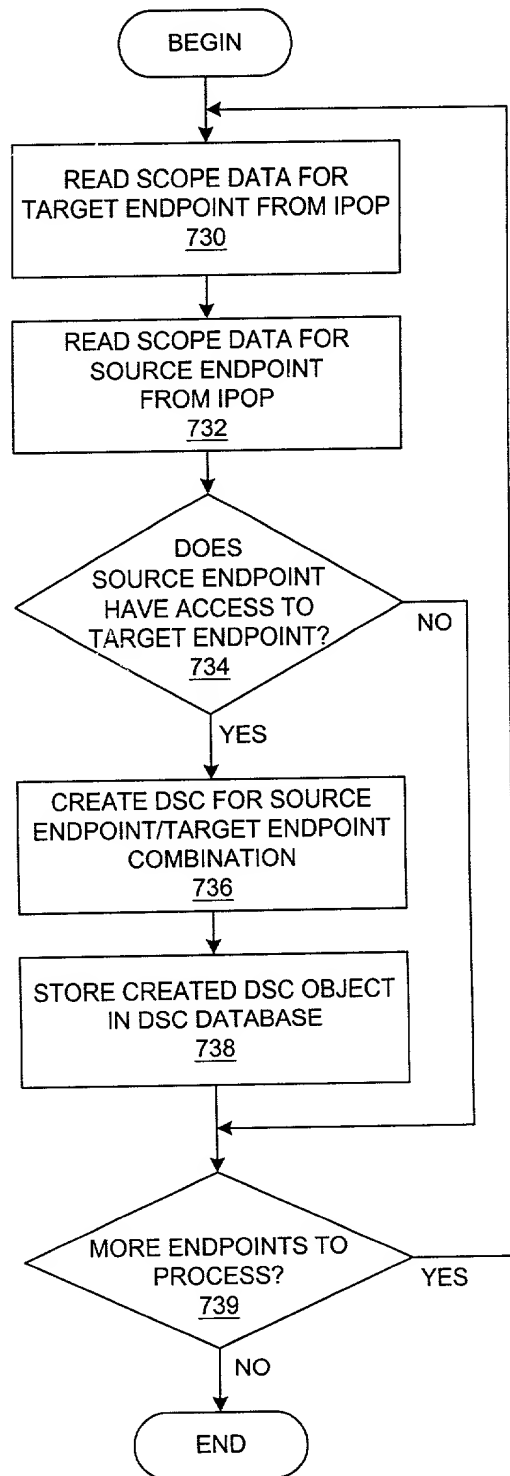 BEGIN
READ SCOPE DATA FOR
TARGET ENDPOINT FROM IPOP
730
READ SCOPE DATA FOR
SOURCE ENDPOINT
FROM IPOP
732
DOES
SOURCE ENDPOINT
HAVE ACCESS TO
TARGET ENDPOINT?
734
NO
YES
CREATE DSC FOR SOURCE
ENDPOINT/TARGET ENDPOINT
COMBINATION
736
STORE CREATED DSC OBJECT
IN DSC DATABASE
738
MORE ENDPOINTS TO
PROCESS?
739
YES
NO
END